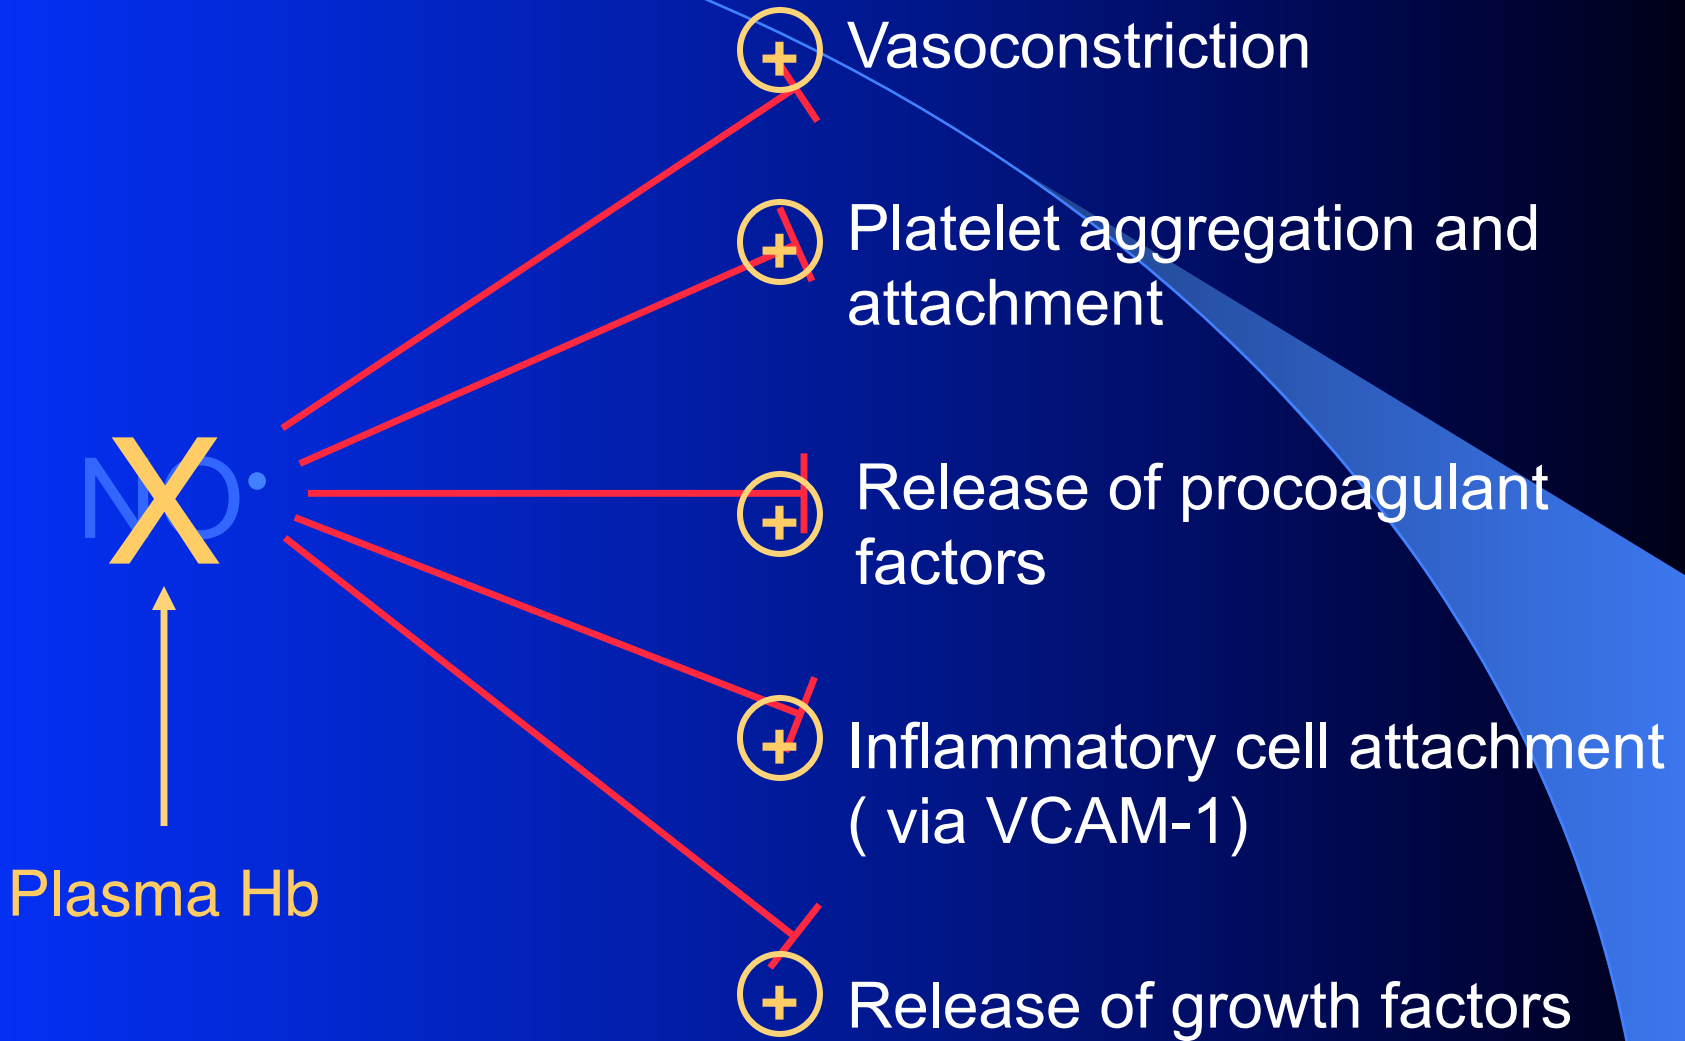 + Vasoconstriction
+ Platelet aggregation and
attachment
NO•
X
+ Release of procoagulant
factors
+ Inflammatory cell attachment
( via VCAM-1)
Plasma Hb
+ Release of growth factors